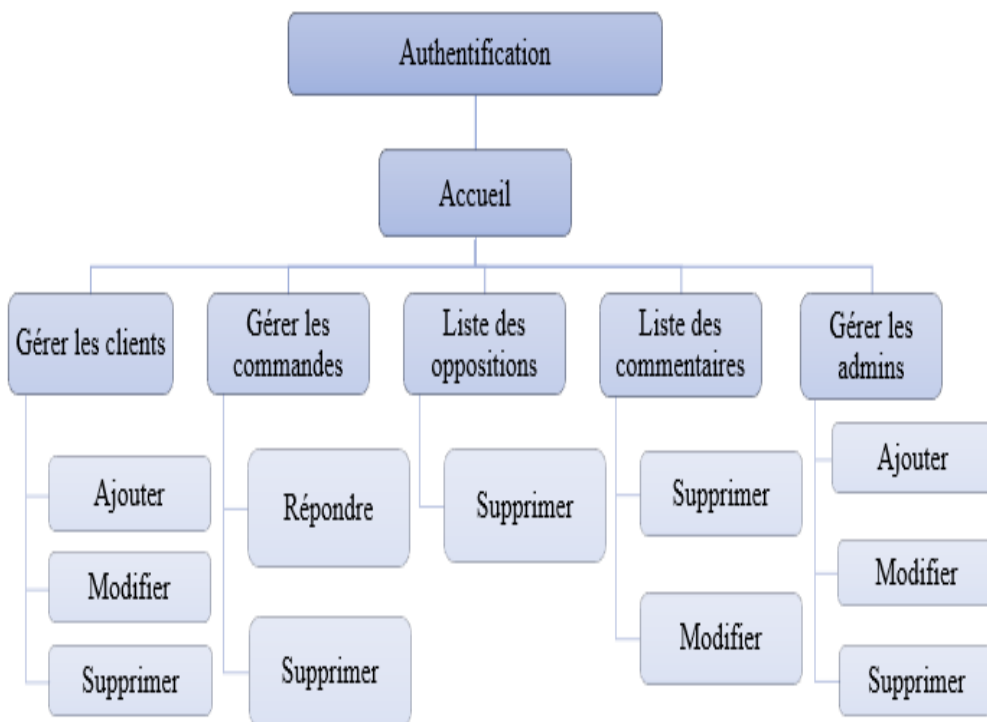 Authentification
Accueil
Gérer les clients
Gérer les
commandes
Liste des
oppositions
Liste des
commentaires
Gérer les
admins
Ajouter
Modifier
Supprimer
Répondre
Supprimer
Supprimer
Supprimer
Modifier
Ajouter
Modifier
Supprimer